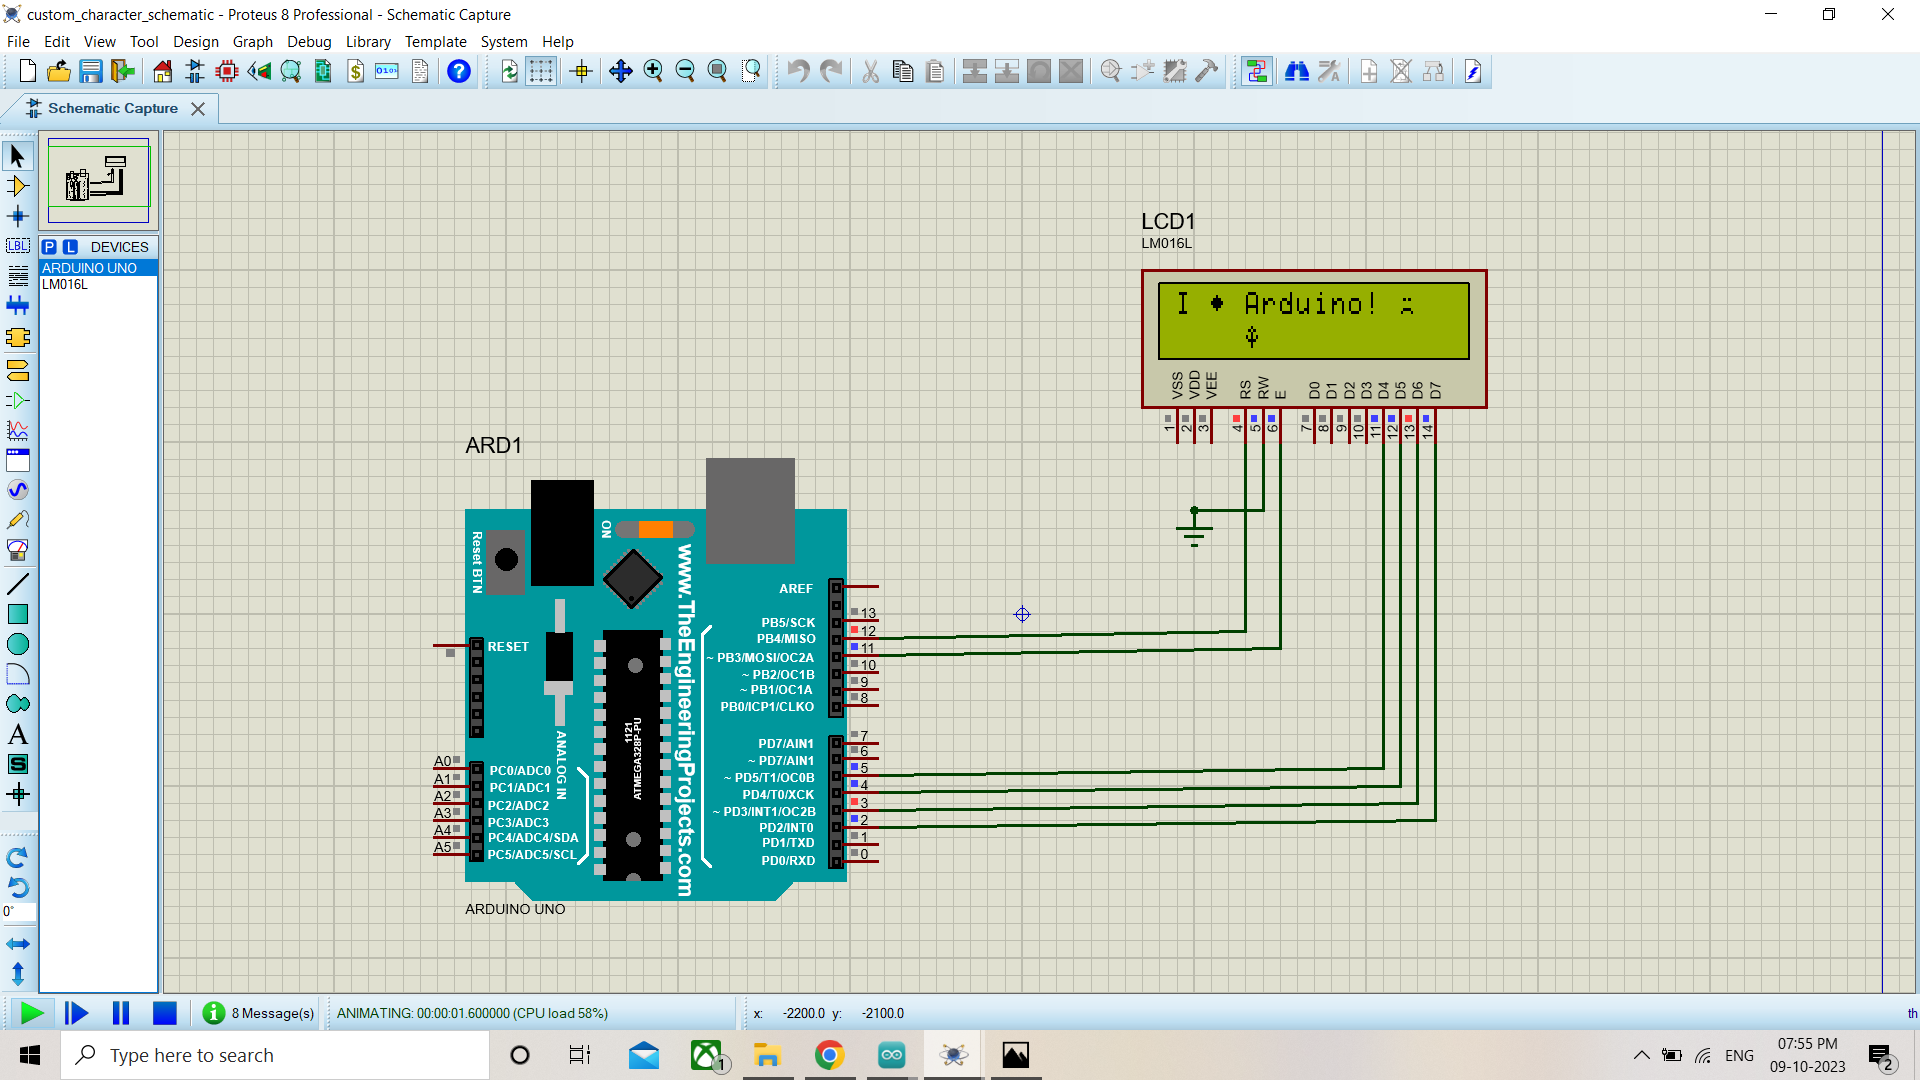 custom_character_schematic - Proteus 8 Professional - Schematic Capture
File Edit View Tool Design Graph Debug Library Template System Help
Schematic Capture
P L DEVICES
ARDUINO UNO
LM016L
LCD1
LM016L
I Arduino!
VSS VDD VEE RS RW E D0 D1 D2 D3 D4 D5 D6 D7
1 2 3 4 5 6 7 8 9 10 11 12 13 14
ARD1
Reset BTN
ON
www.TheEngineeringProjects.com
AREF
13
PB5/SCK
12
PB4/MISO
11
~ PB3/MOSI/OC2A
10
~ PB2/OC1B
9
~ PB1/OC1A
8
PB0/ICP1/CLKO
RESET
1121
ATMEGA328P-PU
ANALOG IN
7
PD7/AIN1
6
~ PD7/AIN1
5
~ PD5/T1/OC0B
4
PD4/T0/XCK
3
~ PD3/INT1/OC2B
2
PD2/INT0
1
PD1/TXD
0
PD0/RXD
A0 PC0/ADC0
A1 PC1/ADC1
A2 PC2/ADC2
A3 PC3/ADC3
A4 PC4/ADC4/SDA
A5 PC5/ADC5/SCL
ARDUINO UNO
LBL
A
S
0°
8 Message(s)
ANIMATING: 00:00:01.600000 (CPU load 58%)
x: -2200.0 y: -2100.0
th
Type here to search
1
ENG
07:55 PM
09-10-2023
2